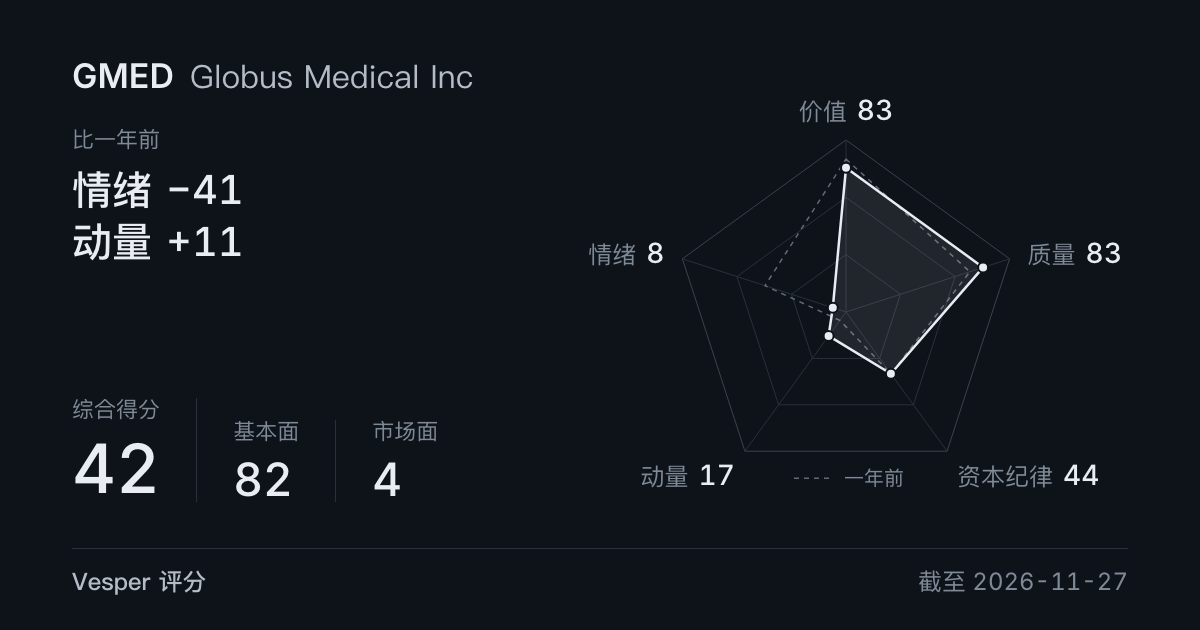 GMED Globus Medical Inc
比一年前
情绪 −41
动量 +11
综合得分
42
基本面
82
市场面
4
价值 83
情绪 8
质量 83
动量 17
一年前
资本纪律 44
Vesper 评分
截至 2026-11-27